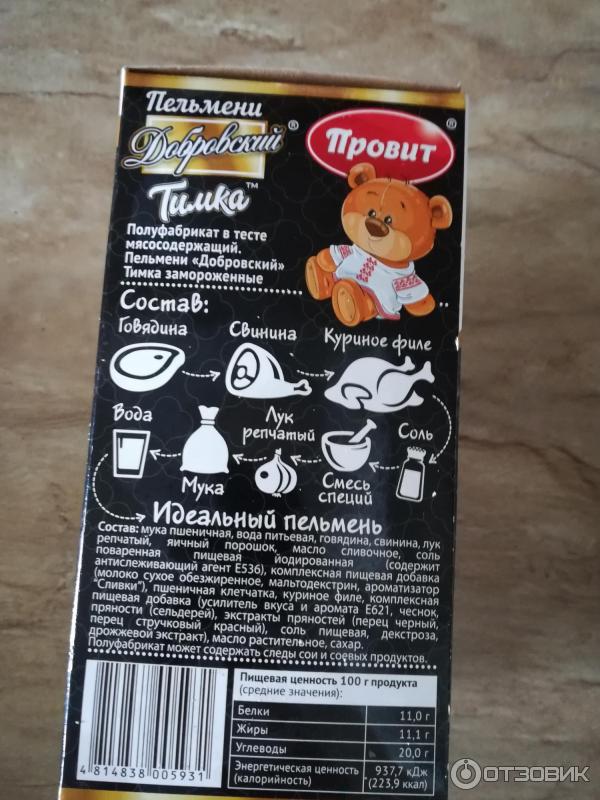 Пельмени
Добровский®
Провит®
Тимка™
Полуфабрикат в тесте
мясосодержащий.
Пельмени «Добровский»
Тимка замороженные
Состав:
Говядина
Свинина
Куриное филе
Вода
Мука
Лук
репчатый
Смесь
специй
Соль
Идеальный пельмень
Состав: мука пшеничная, вода питьевая, говядина, свинина, лук
репчатый, яичный порошок, масло сливочное, соль
поваренная пищевая йодированная (содержит
антислеживающий агент Е536), комплексная пищевая добавка
(молоко сухое обезжиренное, мальтодекстрин, ароматизатор
"Сливки"), пшеничная клетчатка, куриное филе, комплексная
пищевая добавка (усилитель вкуса и аромата Е621, чеснок,
пряности (сельдерей), экстракты пряностей (перец черный,
перец стручковый красный), соль пищевая, декстроза,
дрожжевой экстракт), масло растительное, сахар.
Полуфабрикат может содержать следы сои и соевых продуктов.
Пищевая ценность 100 г продукта
(средние значения):
Белки 11,0 г
Жиры 11,1 г
Углеводы 20,0 г
Энергетическая ценность 937,7 кДж
(калорийность) (223,9 ккал)
4 814838 005931
ОТЗОВИК